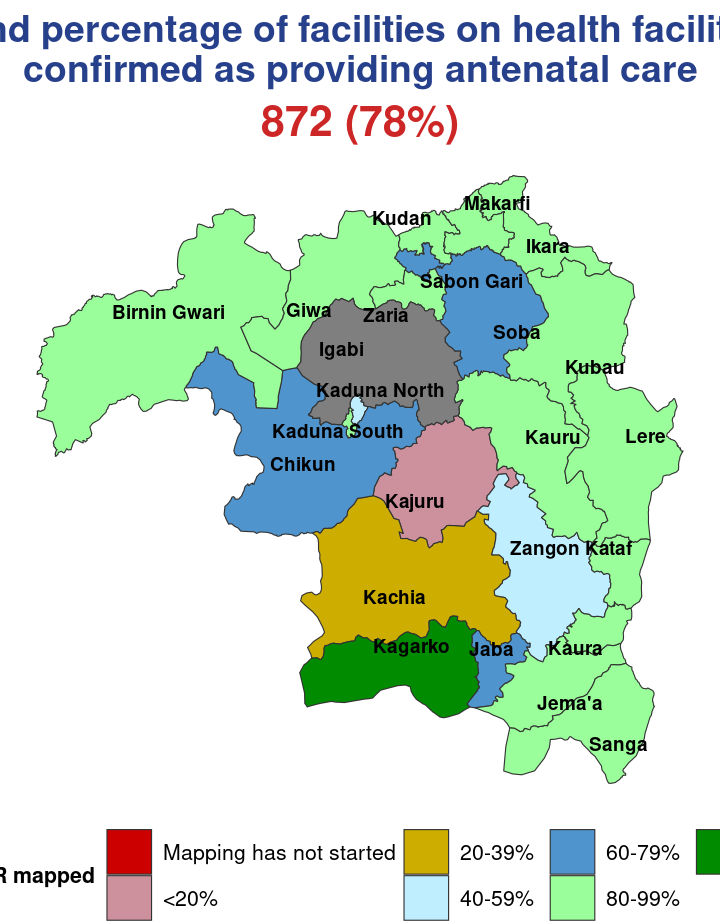 percentage of facilities on health
confirmed as providing antenatal care
872 (78%)
Makarfi
Kudan
Ikara
Sabon Gari
Birnin Gwari
Giwa
Zaria
Soba
Igabi
Kubau
Kaduna North
Kaduna South
Kauru
Lere
Chikun
Kajuru
Zangon Kataf
Kachia
Kagarko
Jaba
Kaura
Jema'a
Sanga
mapped
Mapping has not started
20-39%
60-79%
<20%
40-59%
80-99%